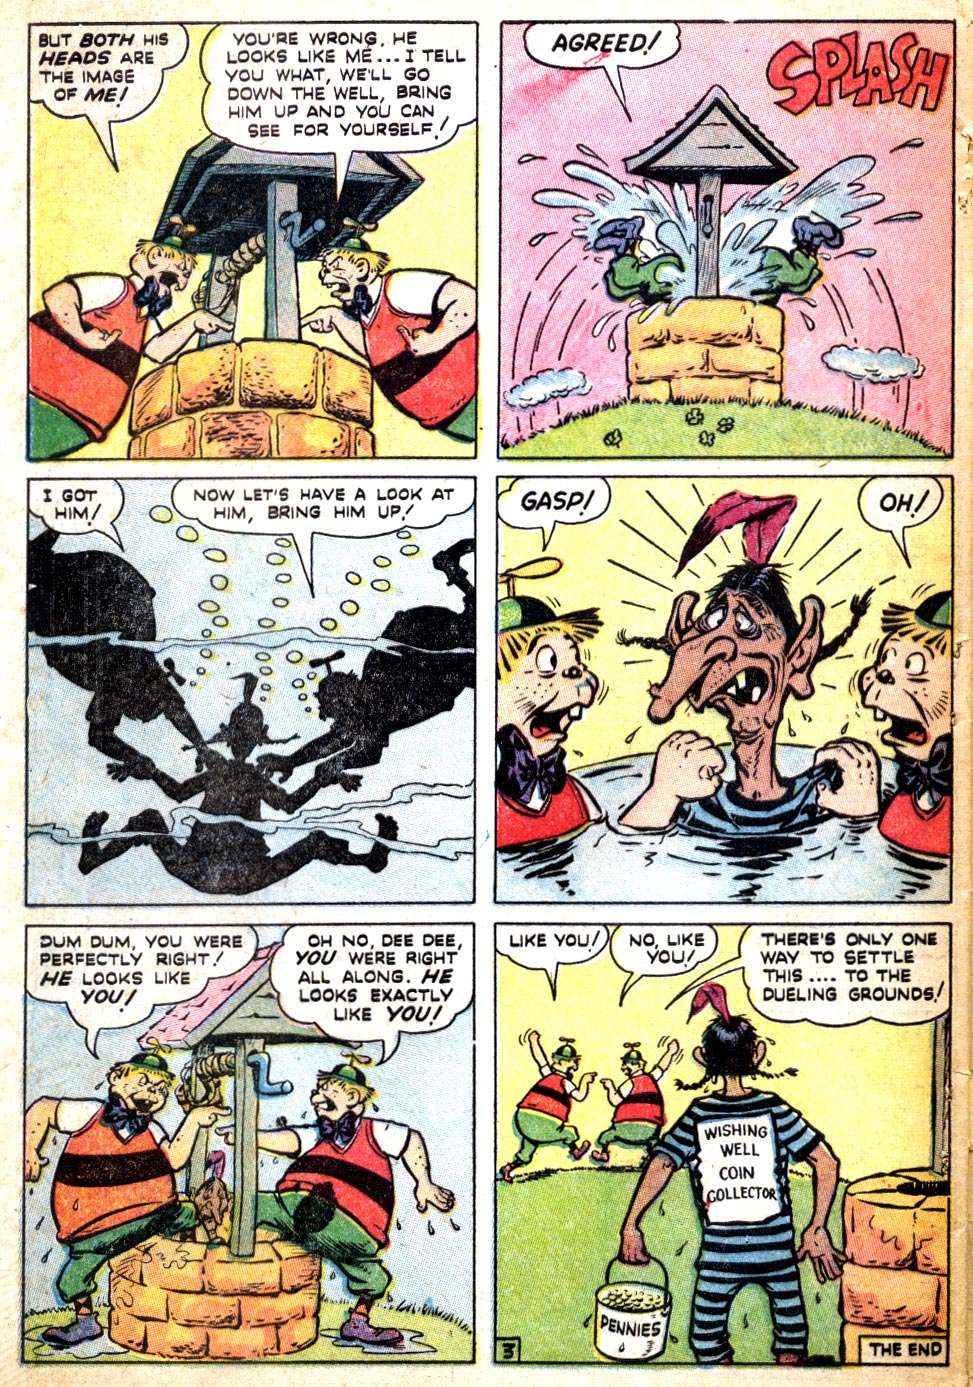 BUT BOTH HIS
HEADS ARE
THE IMAGE
OF ME!
YOU'RE WRONG, HE
LOOKS LIKE ME...I TELL
YOU WHAT, WE'LL GO
DOWN THE WELL, BRING
HIM UP AND YOU CAN
SEE FOR YOURSELF!
AGREED!
SPLASH
I GOT
HIM!
NOW LET'S HAVE A LOOK AT
HIM, BRING HIM UP!
GASP!
OH!
DUM DUM, YOU WERE
PERFECTLY RIGHT!
HE LOOKS LIKE
YOU!
OH NO, DEE DEE,
YOU WERE RIGHT
ALL ALONG. HE
LOOKS EXACTLY
LIKE YOU!
LIKE YOU!
NO, LIKE
YOU!
THERE'S ONLY ONE
WAY TO SETTLE
THIS.... TO THE
DUELING GROUNDS!
WISHING
WELL
COIN
COLLECTOR
PENNIES
3
THE END